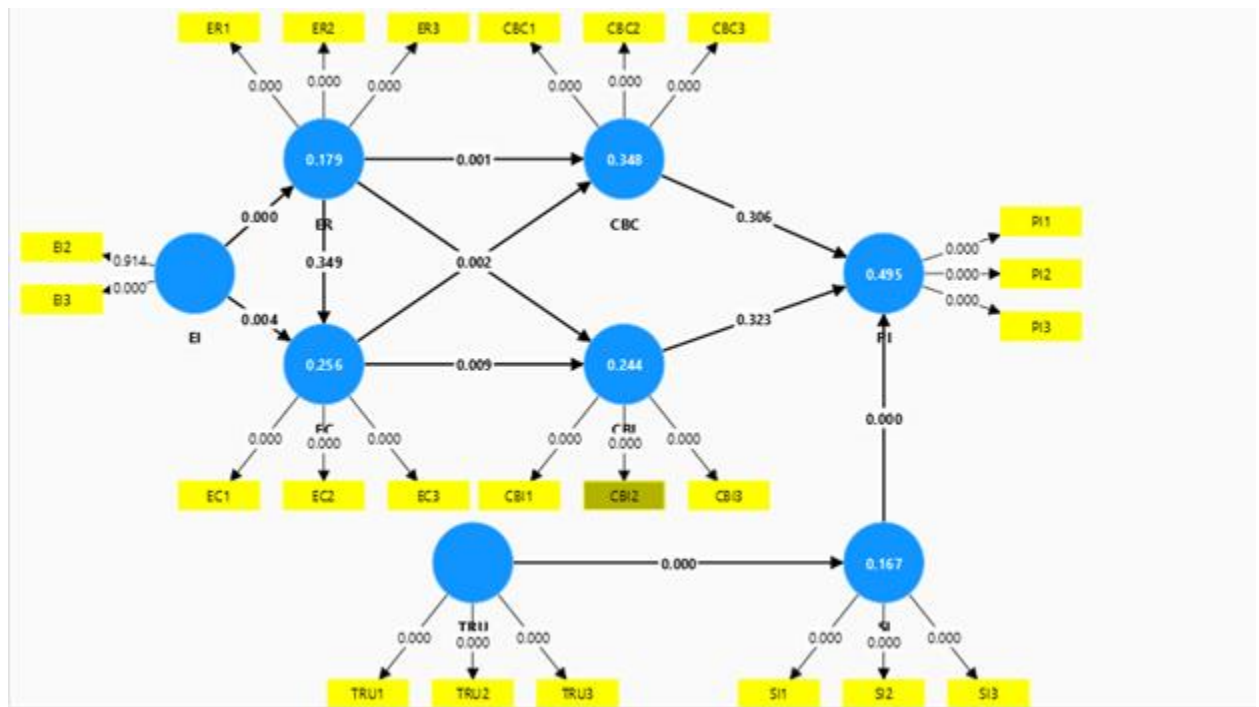 ER1 ER2 ER3 CBC1 CBC2 CBC3
0.000 0.000 0.000 0.000 0.000 0.000
0.179 0.001 0.348
ER CBC
0.000 0.306
EI2 0.914 0.349 0.002 PI1
0.000 0.495 0.000 PI2
EI3 0.000 0.000 PI3
EI 0.004 0.323 PI
0.256 0.009 0.244
EC CBI
0.000 0.000 0.000 0.000 0.000 0.000 0.000
EC1 EC2 EC3 CBI1 CBI2 CBI3
0.000 0.167
TRU SI
0.000 0.000 0.000 0.000 0.000 0.000
TRU1 TRU2 TRU3 SI1 SI2 SI3